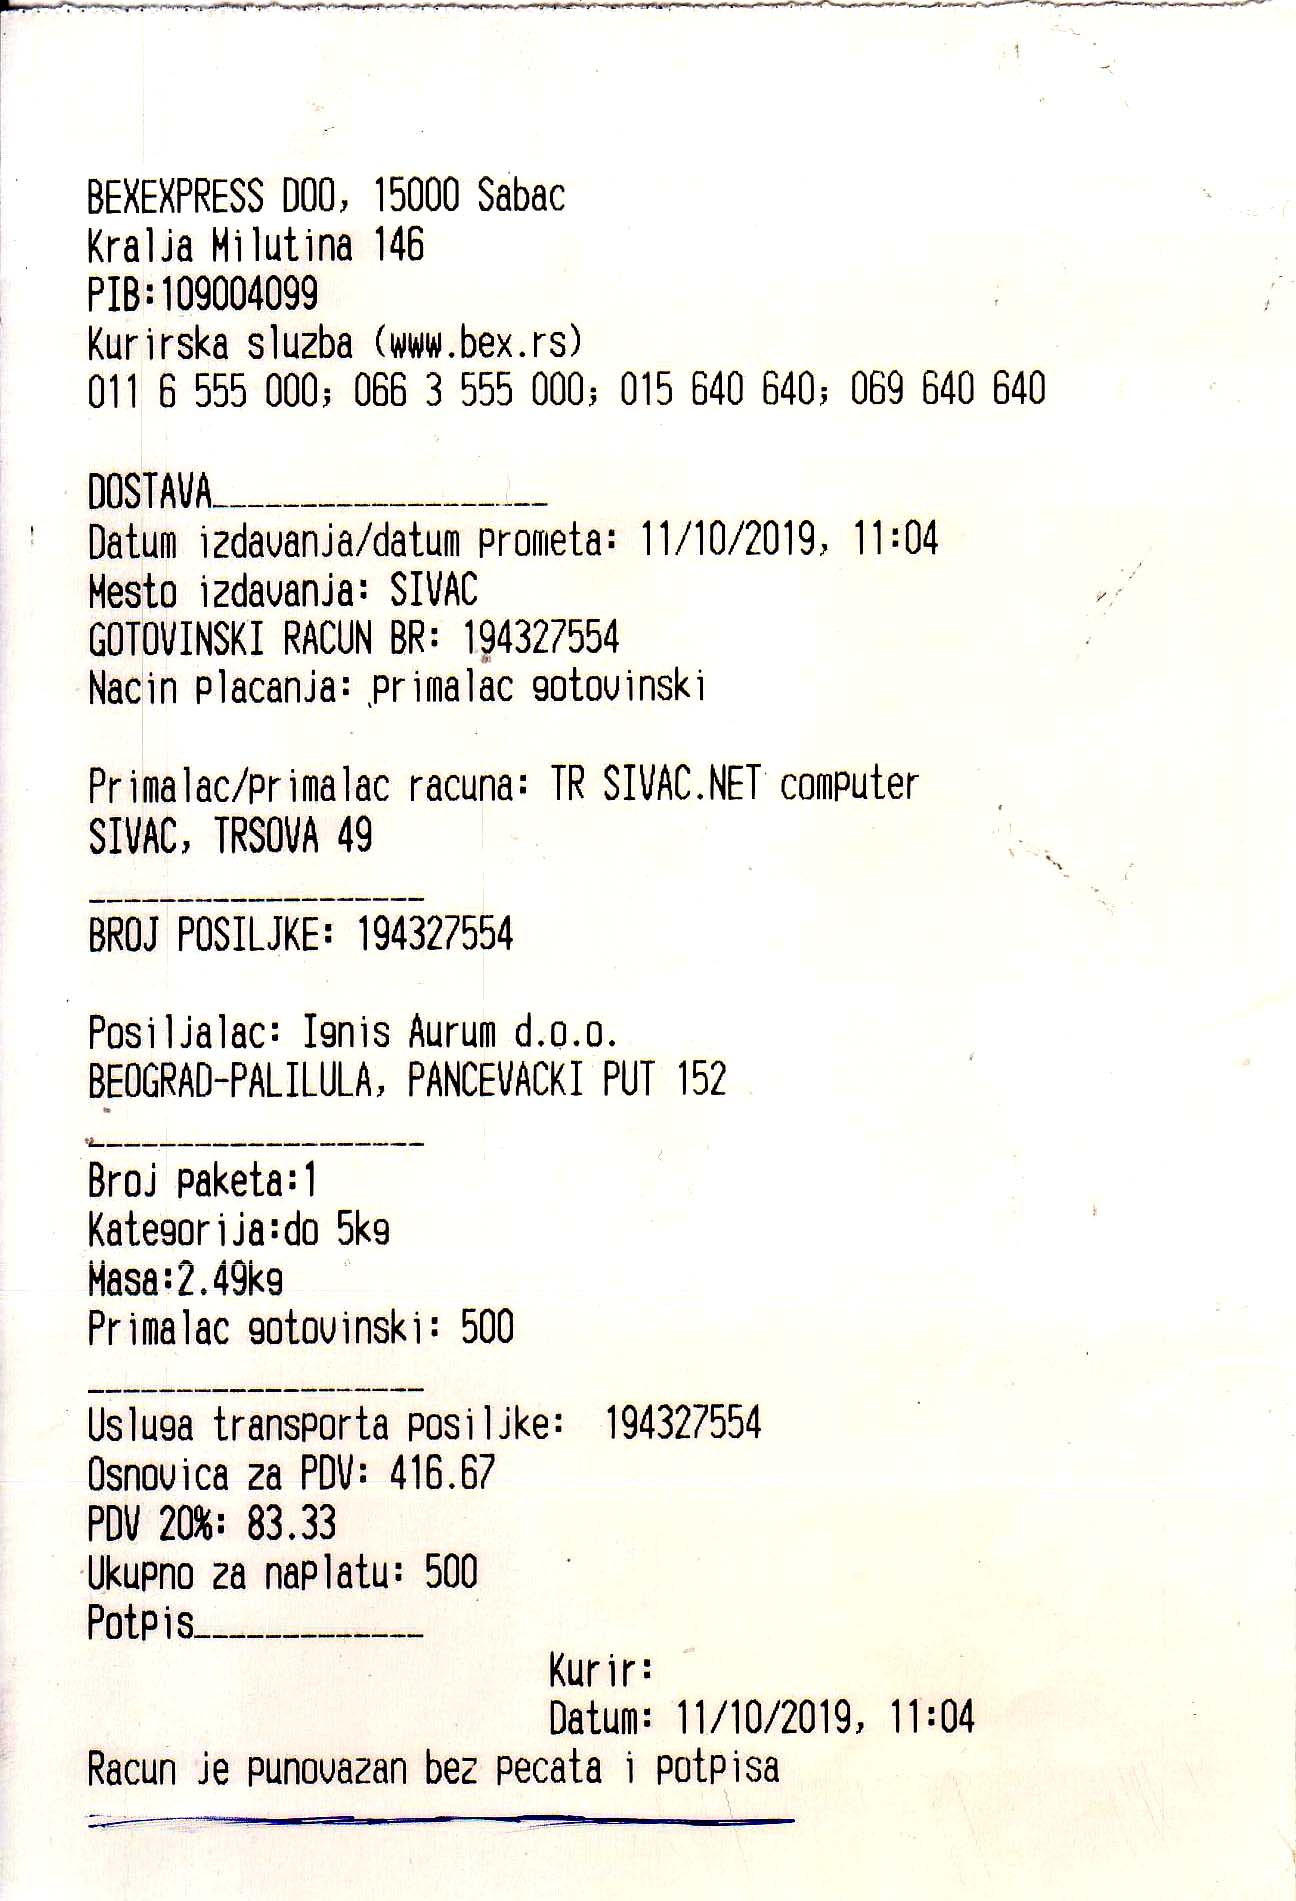 BEXEXPRESS DOO, 15000 Sabac
Kralja Milutina 146
PIB:109004099
Kurirska sluzba (www.bex.rs)
011 6 555 000; 066 3 555 000; 015 640 640; 069 640 640
DOSTAVA___________________
Datum izdavanja/datum prometa: 11/10/2019, 11:04
Mesto izdavanja: SIVAC
GOTOVINSKI RACUN BR: 194327554
Nacin placanja: primalac gotovinski
Primalac/primalac racuna: TR SIVAC.NET computer
SIVAC, TRSOVA 49
___________________
BROJ POSILJKE: 194327554
Posiljalac: Ignis Aurum d.o.o.
BEOGRAD-PALILULA, PANCEVACKI PUT 152
___________________
Broj paketa:1
Kategorija:do 5kg
Masa:2.49kg
Primalac gotovinski: 500
___________________
Usluga transporta posiljke:  194327554
Osnovica za PDV: 416.67
PDV 20%: 83.33
Ukupno za naplatu: 500
Potpis_____________
Kurir:
Datum: 11/10/2019, 11:04
Racun je punovazan bez pecata i potpisa